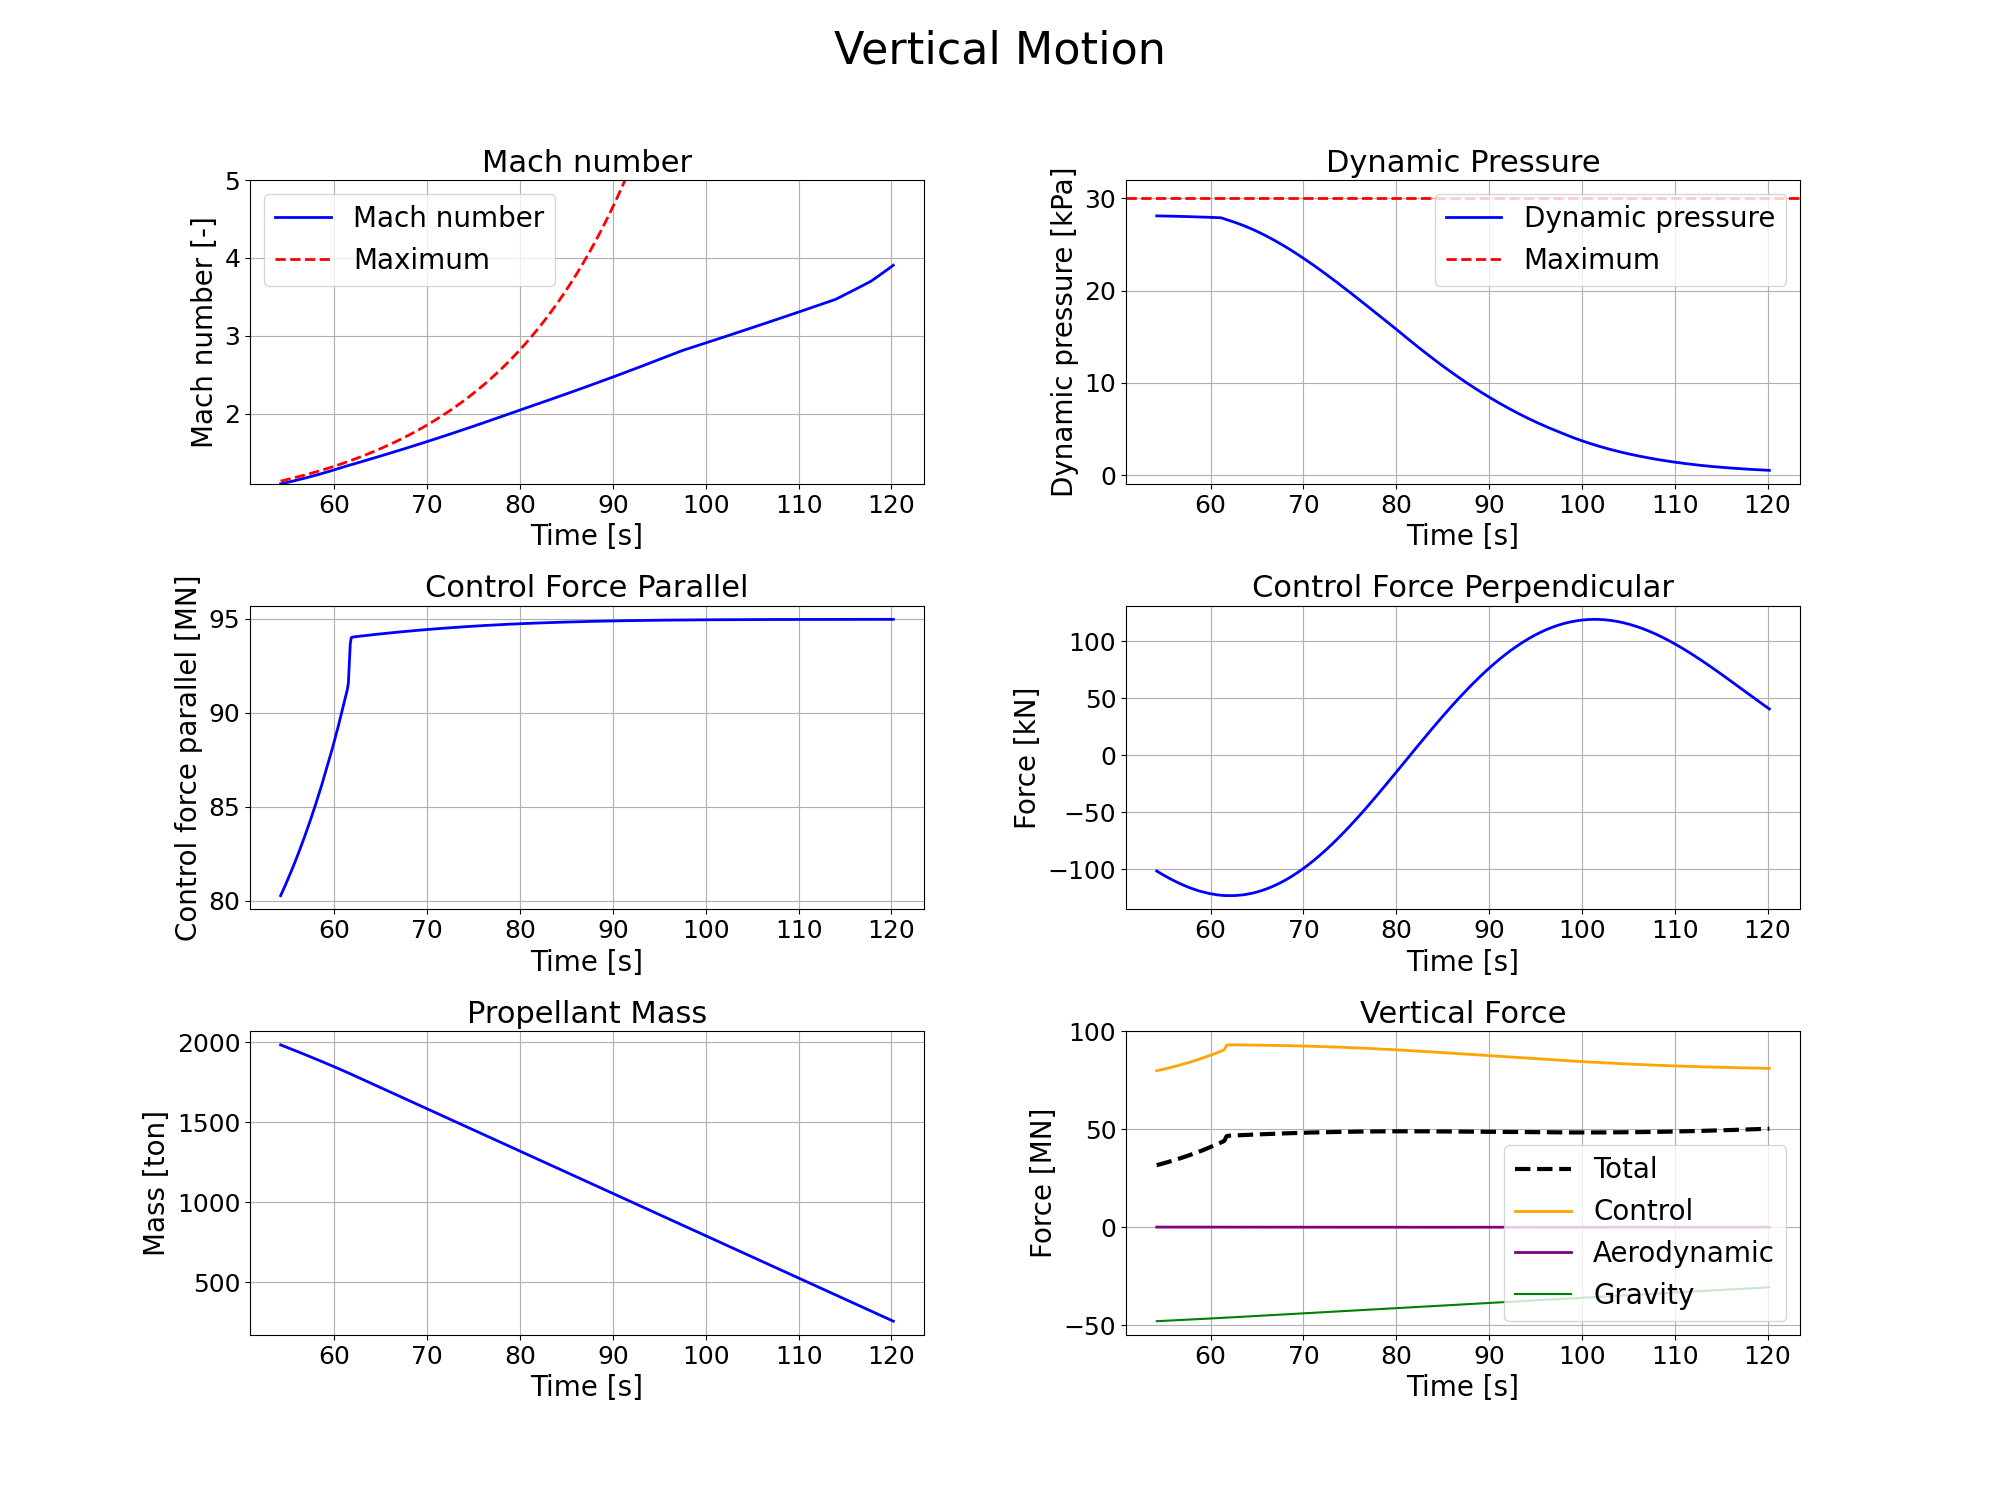 Vertical Motion
Mach number
Mach number [-]
5
4
3
2
Mach number
Maximum
60 70 80 90 100 110 120
Time [s]
Dynamic Pressure
Dynamic pressure [kPa]
30
20
10
0
Dynamic pressure
Maximum
60 70 80 90 100 110 120
Time [s]
Control Force Parallel
Control force parallel [MN]
95
90
85
80
60 70 80 90 100 110 120
Time [s]
Control Force Perpendicular
Force [kN]
100
50
0
−50
−100
60 70 80 90 100 110 120
Time [s]
Propellant Mass
Mass [ton]
2000
1500
1000
500
60 70 80 90 100 110 120
Time [s]
Vertical Force
Force [MN]
100
50
0
−50
Total
Control
Aerodynamic
Gravity
60 70 80 90 100 110 120
Time [s]